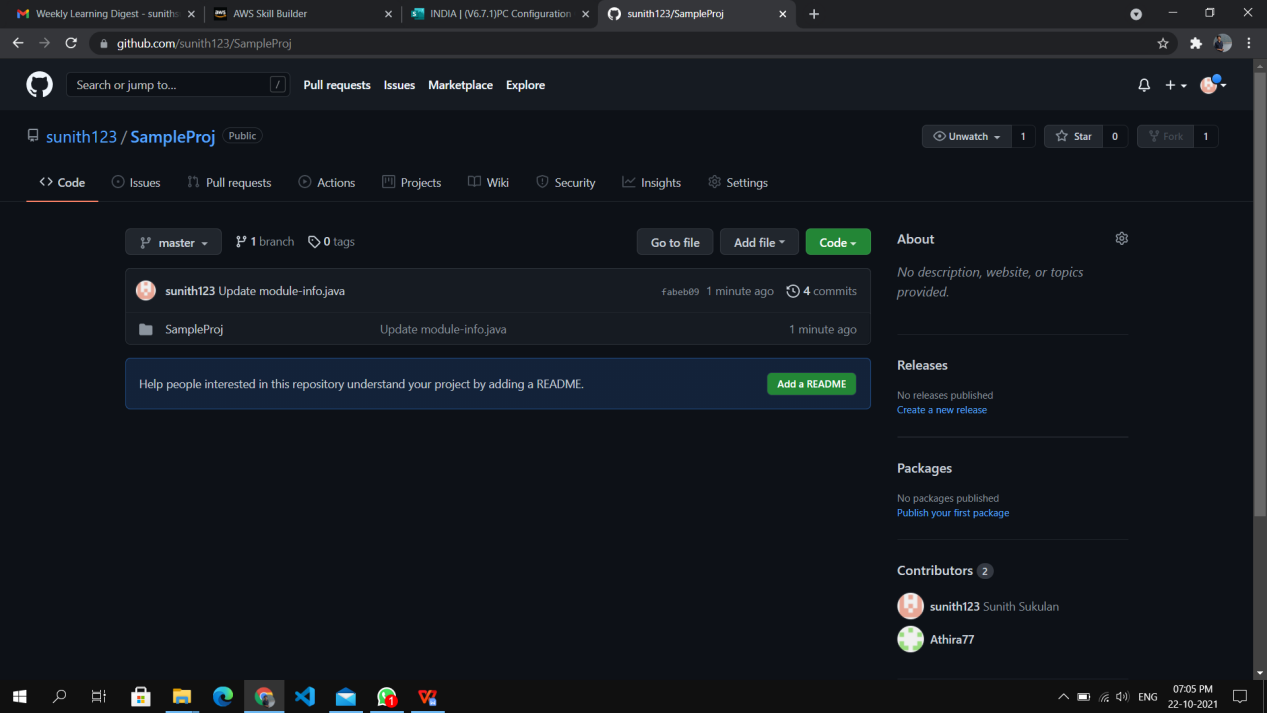 Weekly Learning Digest - suniths
AWS Skill Builder
INDIA | (V6.7.1)PC Configuration
sunith123/SampleProj
github.com/sunith123/SampleProj
Search or jump to...
/
Pull requests
Issues
Marketplace
Explore
sunith123 / SampleProj
Public
Unwatch
1
Star
0
Fork
1
Code
Issues
Pull requests
Actions
Projects
Wiki
Security
Insights
Settings
master
1 branch
0 tags
Go to file
Add file
Code
About
No description, website, or topics
provided.
sunith123 Update module-info.java
fabeb09 1 minute ago
4 commits
SampleProj
Update module-info.java
1 minute ago
Help people interested in this repository understand your project by adding a README.
Add a README
Releases
No releases published
Create a new release
Packages
No packages published
Publish your first package
Contributors 2
sunith123 Sunith Sukulan
Athira77
1
ENG
07:05 PM
22-10-2021